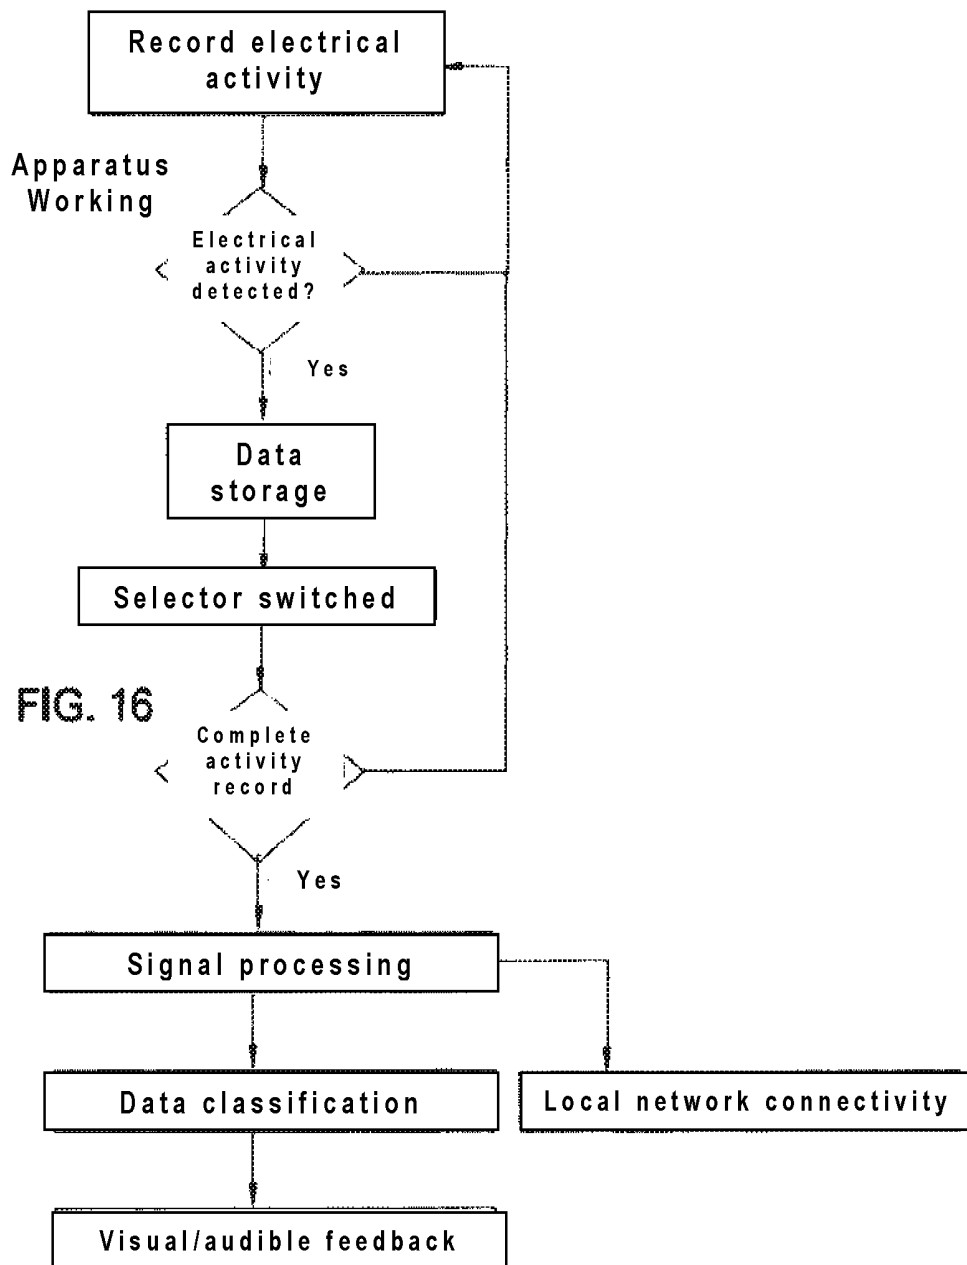 Record electrical
activity
Apparatus
Working
Electrical
activity
detected?
Yes
Data
storage
Selector switched
FIG. 16
Complete
activity
record
Yes
Signal processing
Data classification
Local network connectivity
Visual/audible feedback